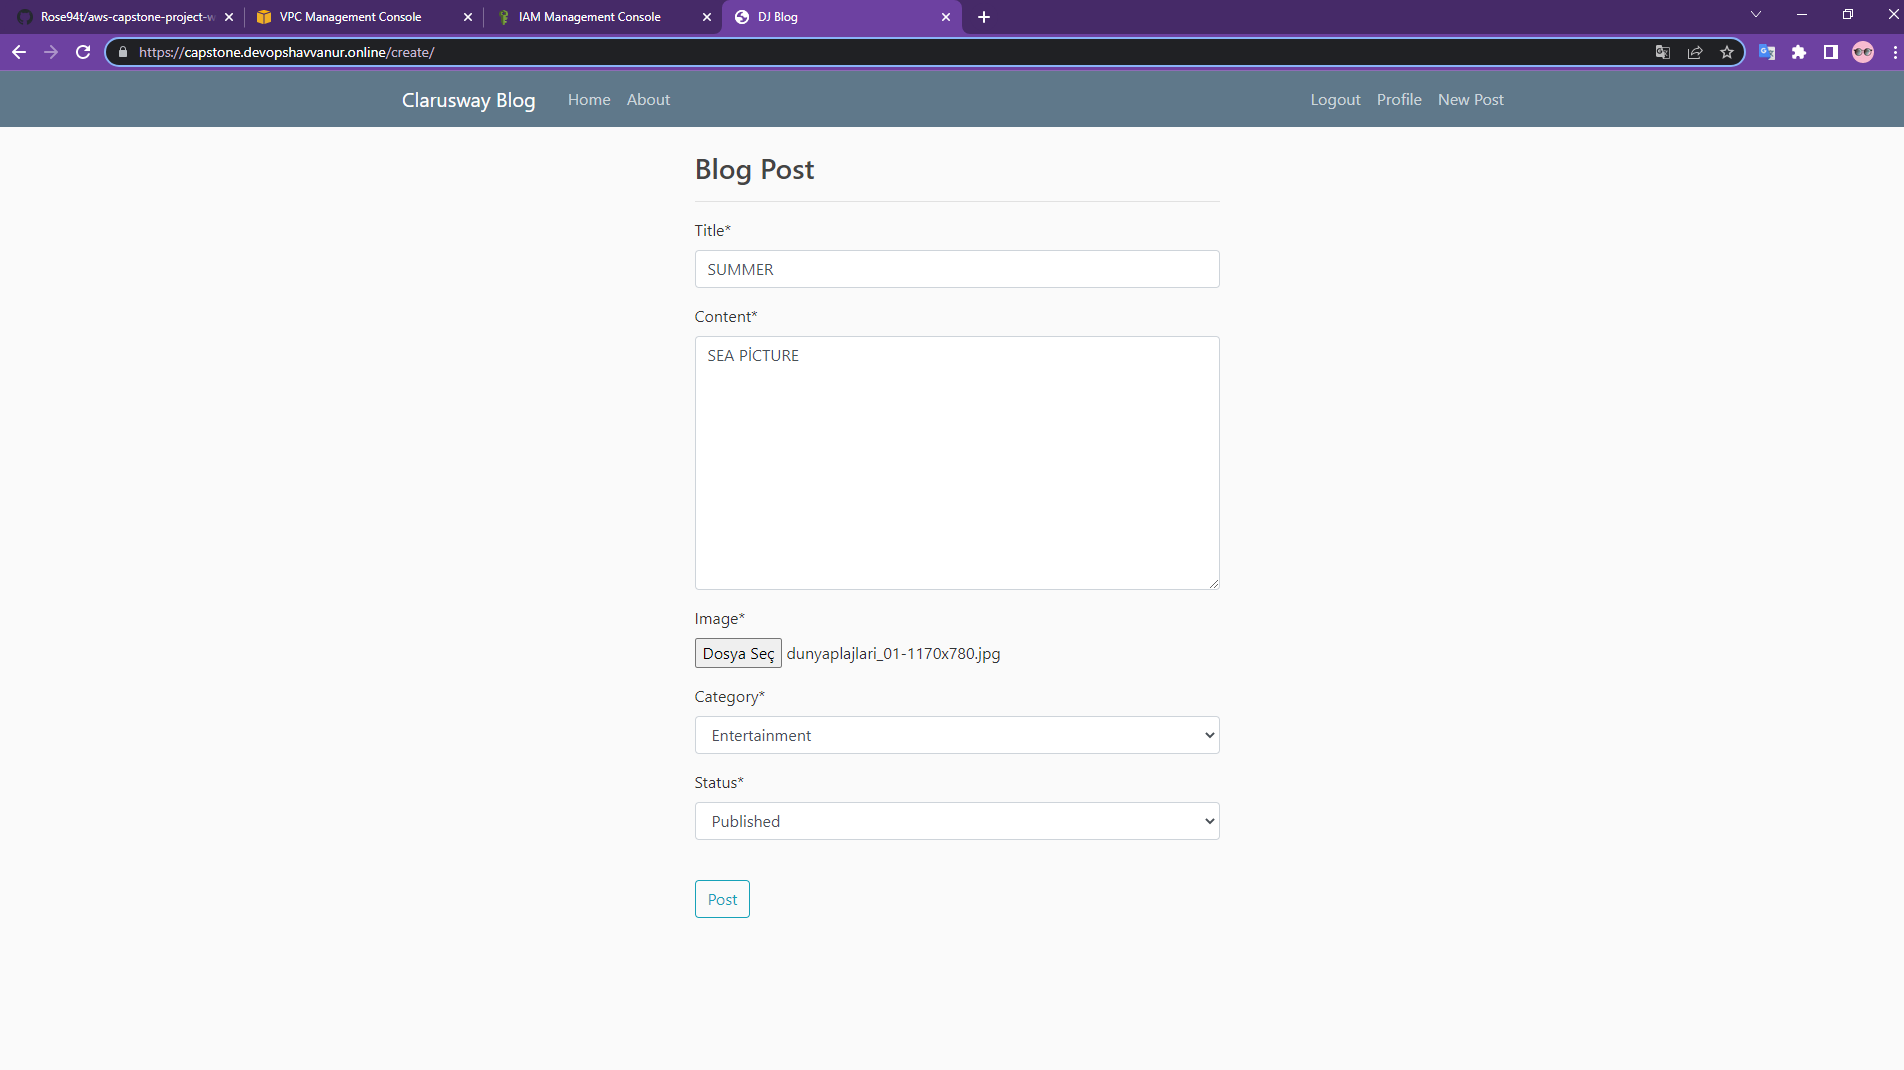 Rose94t/aws-capstone-project-w
VPC Management Console
IAM Management Console
DJ Blog
https://capstone.devopshavvanur.online/create/
Clarusway Blog
Home
About
Logout
Profile
New Post
Blog Post
Title*
SUMMER
Content*
SEA PİCTURE
Image*
Dosya Seç dunyaplajlari_01-1170x780.jpg
Category*
Entertainment
Status*
Published
Post